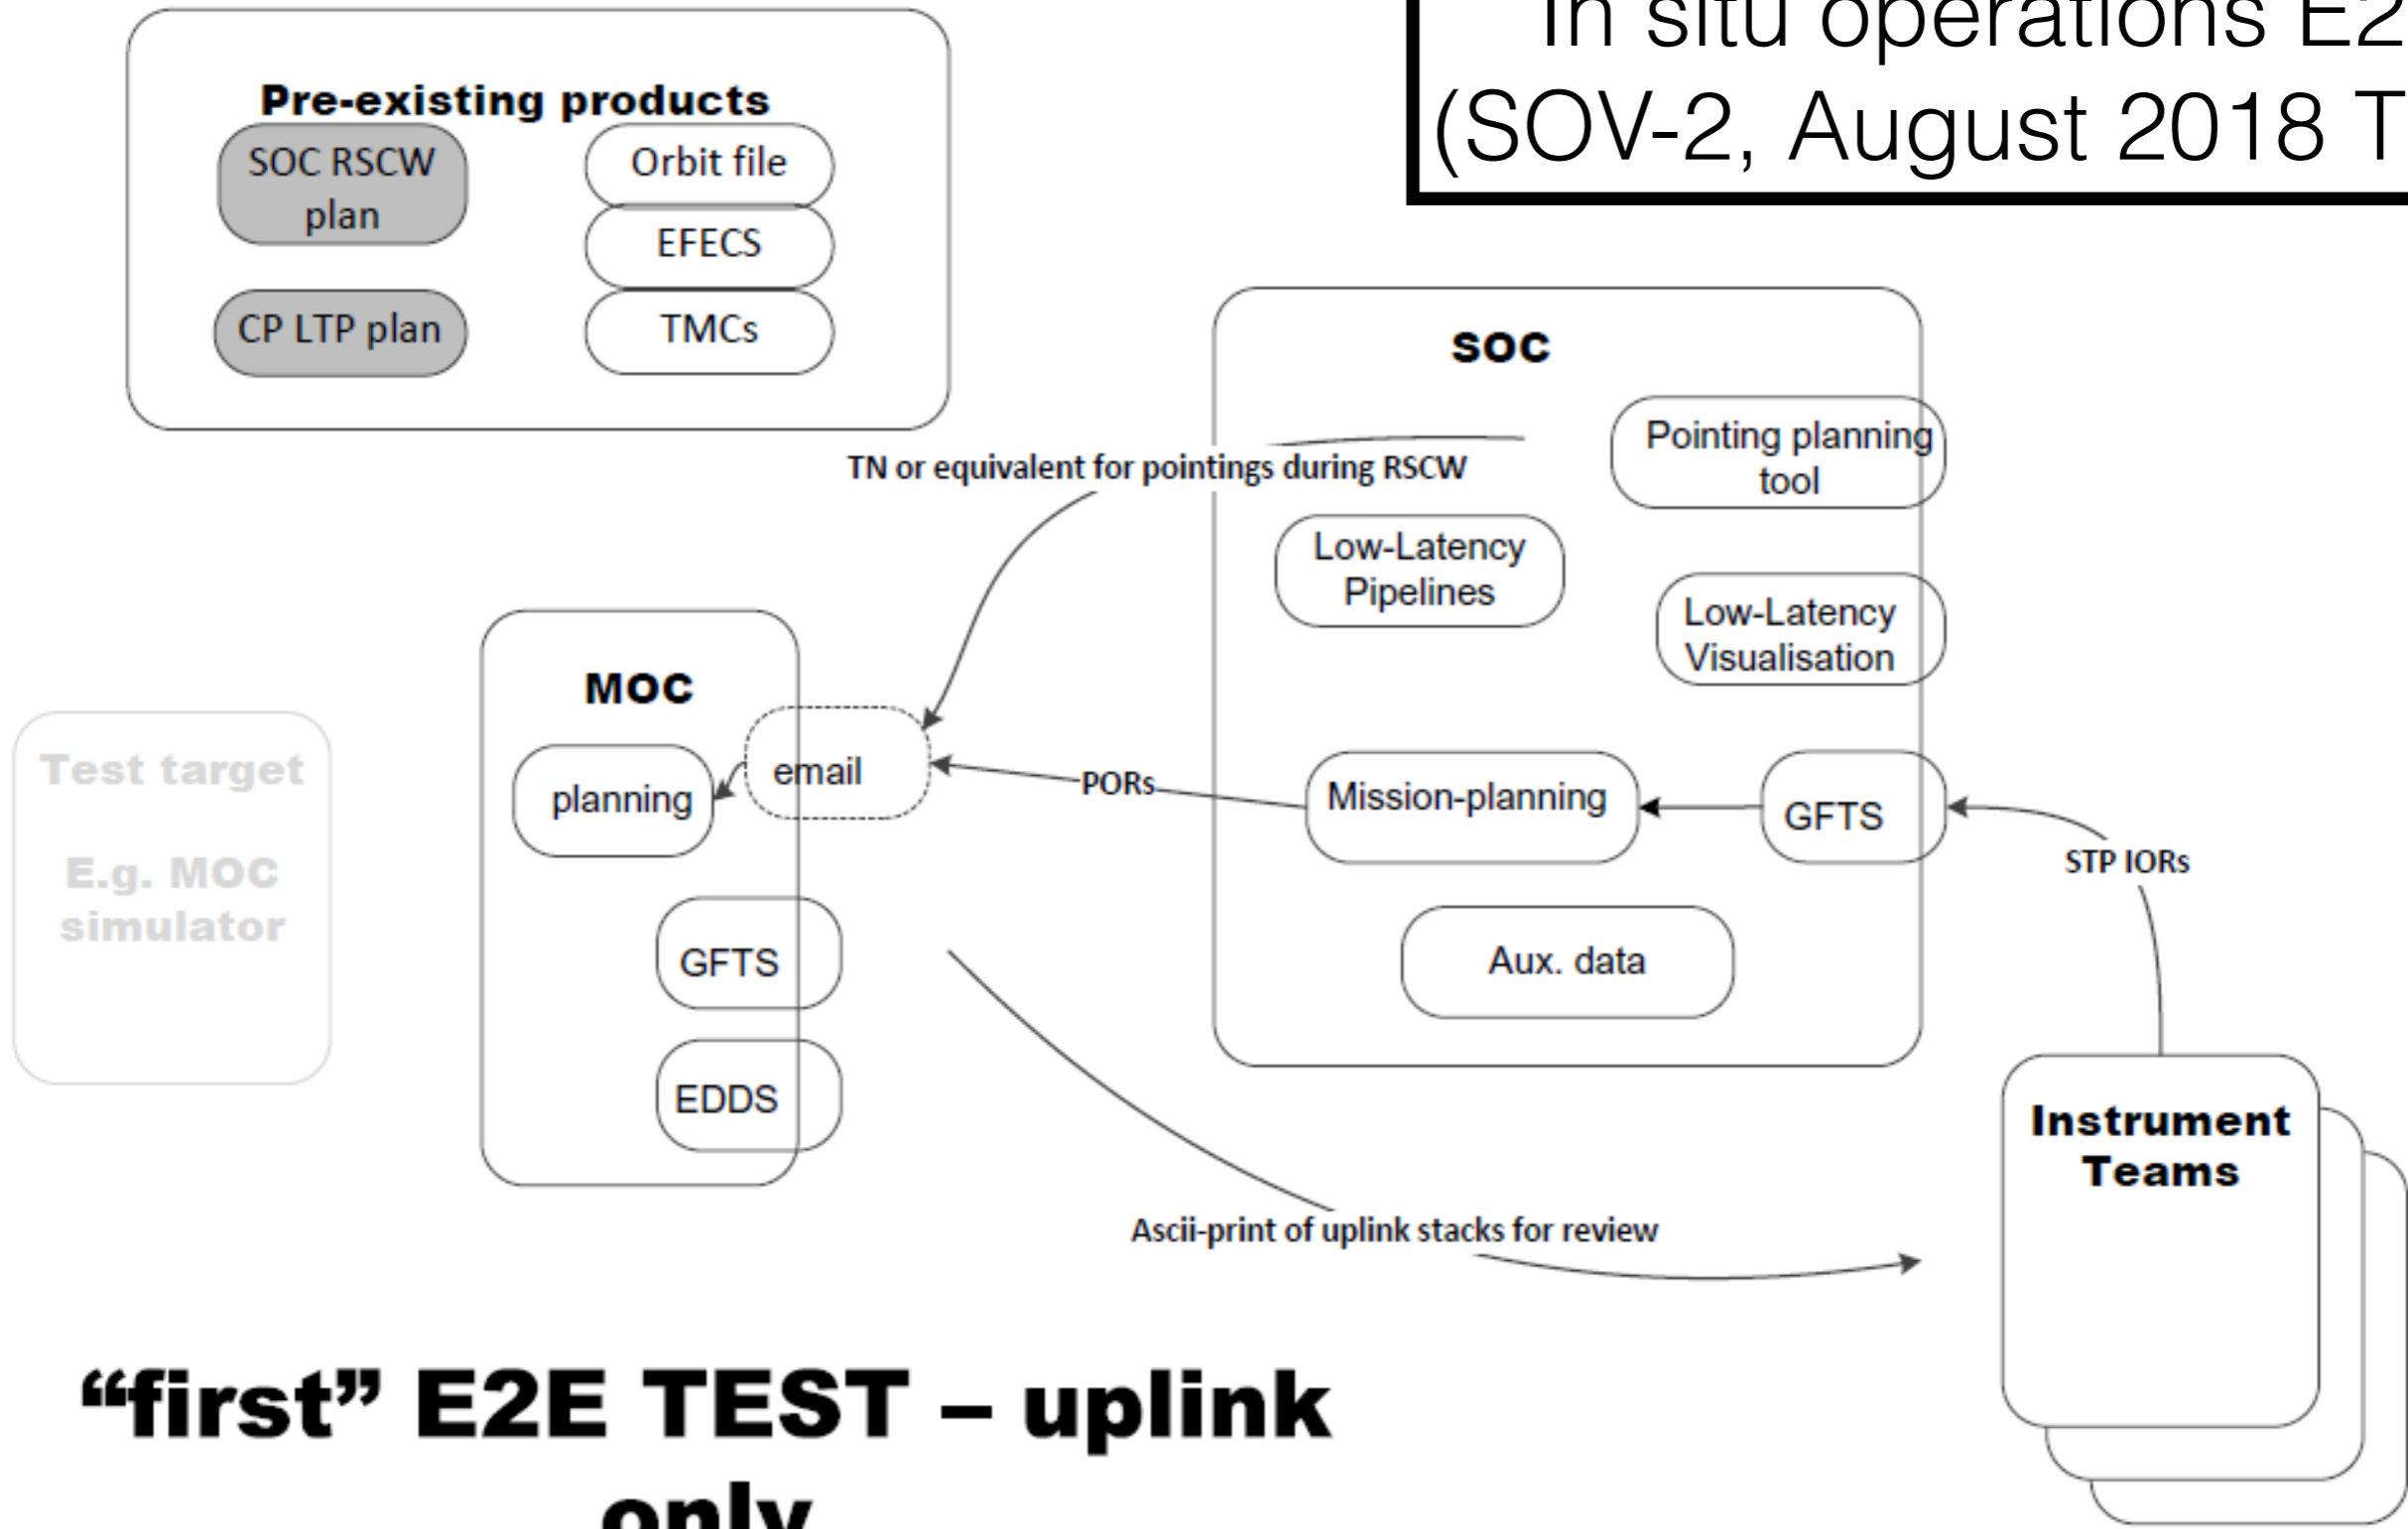 In situ operations E2
(SOV-2, August 2018 T
Pre-existing products
SOC RSCW
plan
Orbit file
EFECS
CP LTP plan
TMCs
SOC
Pointing planning
tool
TN or equivalent for pointings during RSCW
Low-Latency
Pipelines
Low-Latency
Visualisation
MOC
Test target
E.g. MOC
simulator
planning
email
PORs
Mission-planning
GFTS
STP IORs
GFTS
Aux. data
EDDS
Instrument
Teams
Ascii-print of uplink stacks for review
“first” E2E TEST – uplink
only